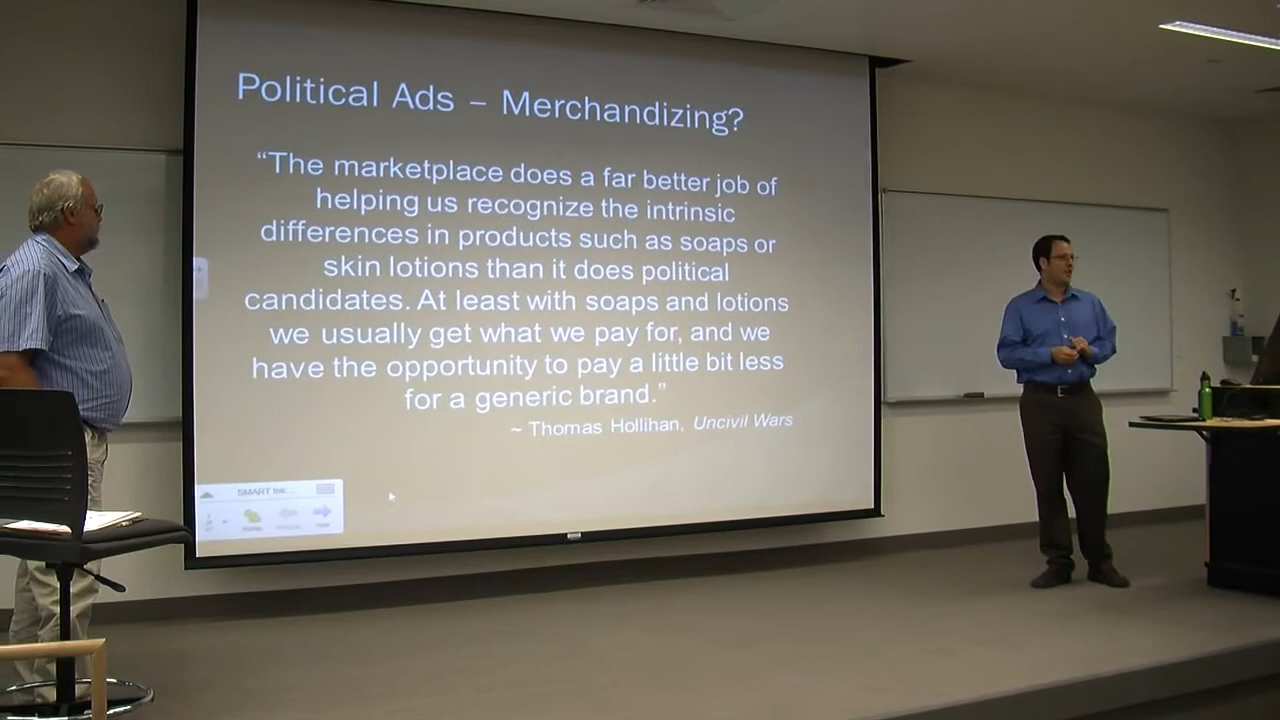 Political Ads – Merchandizing?
“The marketplace does a far better job of
helping us recognize the intrinsic
differences in products such as soaps or
skin lotions than it does political
candidates. At least with soaps and lotions
we usually get what we pay for, and we
have the opportunity to pay a little bit less
for a generic brand.”
~ Thomas Hollihan, Uncivil Wars
SMART Ink...